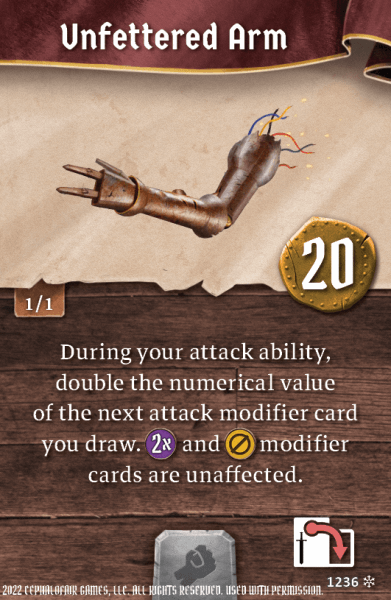 Unfettered Arm
20
1/1
During your attack ability,
double the numerical value
of the next attack modifier card
you draw. 2x and modifier
cards are unaffected.
1236
2022 CEPHALOFAIR GAMES, LLC. ALL RIGHTS RESERVED. USED WITH PERMISSION.